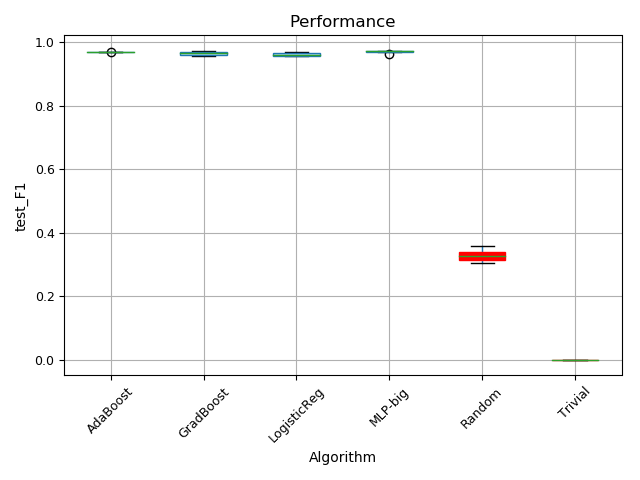 Performance
test_F1
1.0
0.8
0.6
0.4
0.2
0.0
AdaBoost
GradBoost
LogisticReg
MLP-big
Random
Trivial
Algorithm